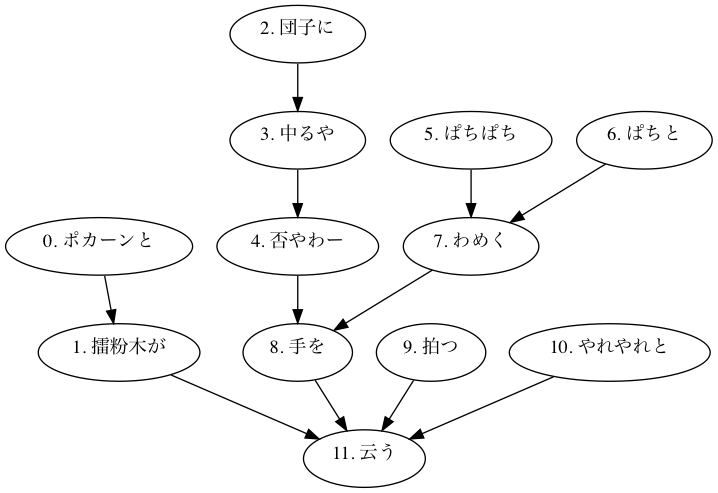 2. 団子に
3. 中るや
5. ぱちぱち
6. ぱちと
0. ポカーンと
4. 否やわー
7. わめく
1. 擂粉木が
8. 手を
9. 拍つ
10. やれやれと
11. 云う